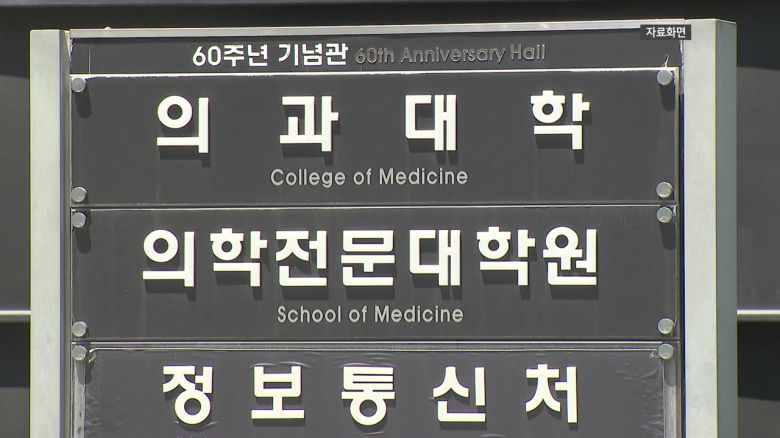 자료화면
60주년 기념관 60th Anniversary Hall
의 과 대 학
College of Medicine
의학전문대학원
School of Medicine
정보통신처